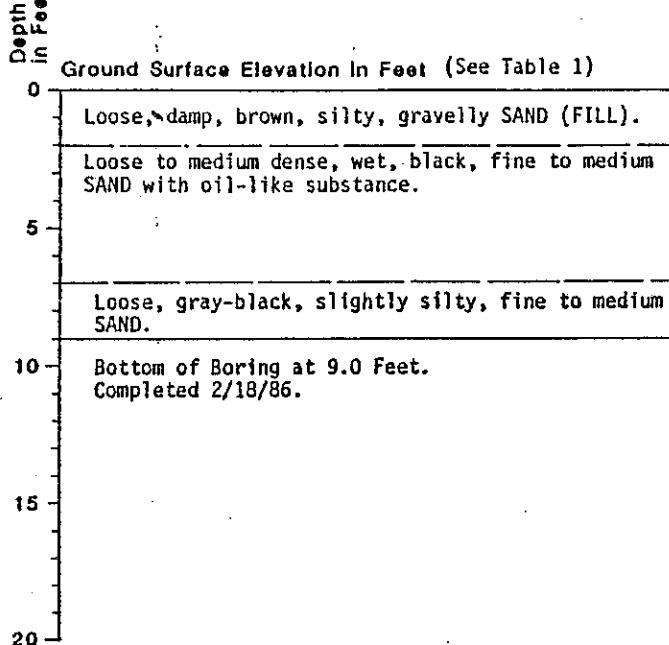 Depth
in Fee
Ground Surface Elevation In Feet (See Table 1)
0
Loose, damp, brown, silty, gravelly SAND (FILL).
Loose to medium dense, wet, black, fine to medium
SAND with oil-like substance.
5
Loose, gray-black, slightly silty, fine to medium
SAND.
10
Bottom of Boring at 9.0 Feet.
Completed 2/18/86.
15
20